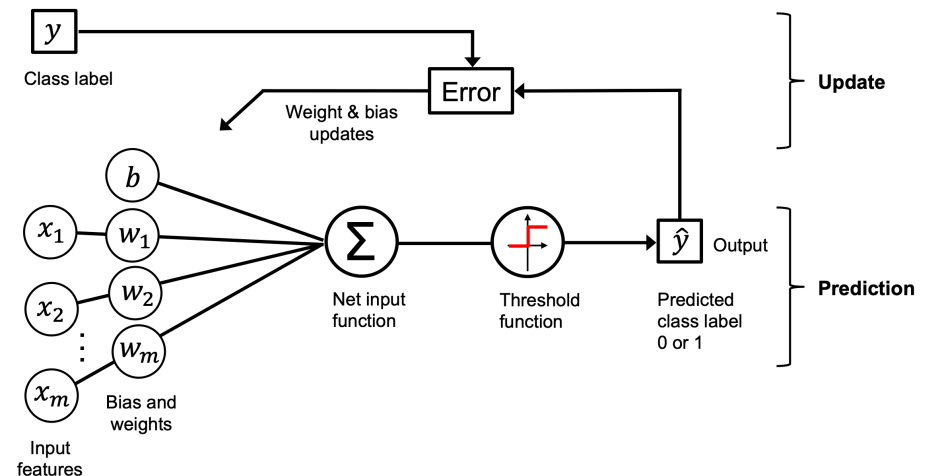 y
Class label
Error
Update
Weight & bias
updates
b
x₁
w₁
Σ
ŷ
Output
x₂
w₂
Net input
function
Threshold
function
Predicted
class label
0 or 1
Prediction
⋮
wₘ
xₘ
Bias and
weights
Input
features